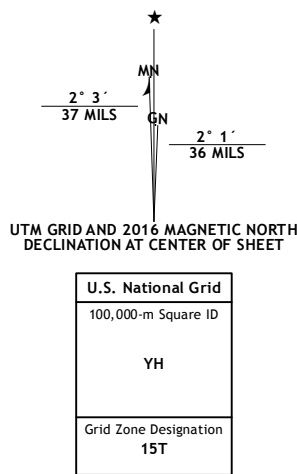 ★
MN
2° 3´
37 MILS
GN
2° 1´
36 MILS
UTM GRID AND 2016 MAGNETIC NORTH
DECLINATION AT CENTER OF SHEET
U.S. National Grid
100,000-m Square ID
YH
Grid Zone Designation
15T